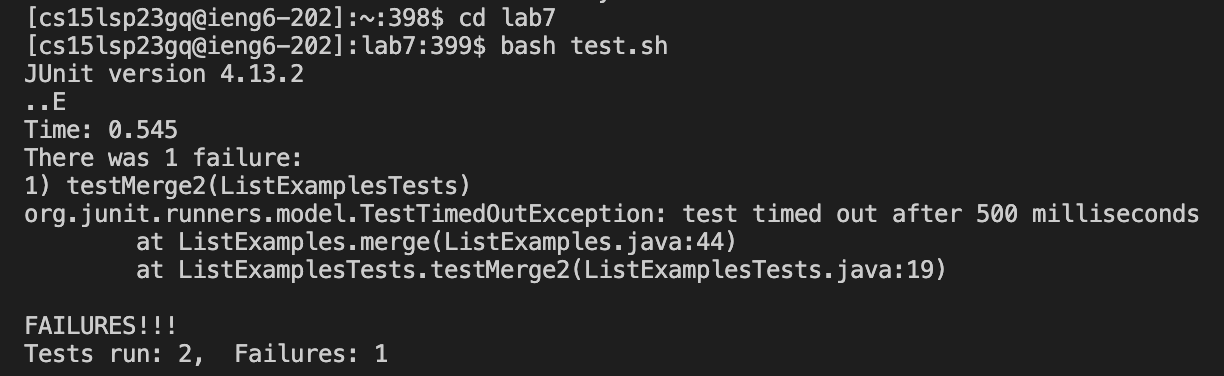 [cs15lsp23gq@ieng6-202]:~:398$ cd lab7
[cs15lsp23gq@ieng6-202]:lab7:399$ bash test.sh
JUnit version 4.13.2
..E
Time: 0.545
There was 1 failure:
1) testMerge2(ListExamplesTests)
org.junit.runners.model.TestTimedOutException: test timed out after 500 milliseconds
        at ListExamples.merge(ListExamples.java:44)
        at ListExamplesTests.testMerge2(ListExamplesTests.java:19)

FAILURES!!!
Tests run: 2,  Failures: 1